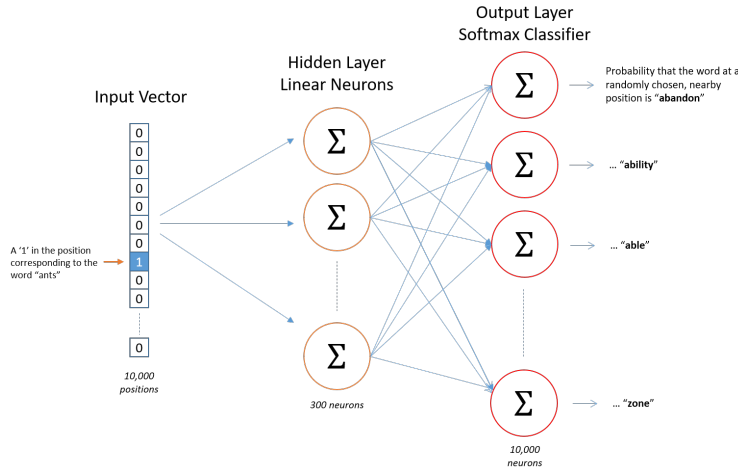 Output Layer
Softmax Classifier
Hidden Layer
Linear Neurons
Input Vector
0
0
0
0
0
0
0
1
0
0
0
A ‘1’ in the position
corresponding to the
word “ants”
10,000
positions
Σ
Σ
Σ
300 neurons
Σ
Σ
Σ
Σ
10,000
neurons
Probability that the word at a
randomly chosen, nearby
position is “abandon”
... “ability”
... “able”
... “zone”